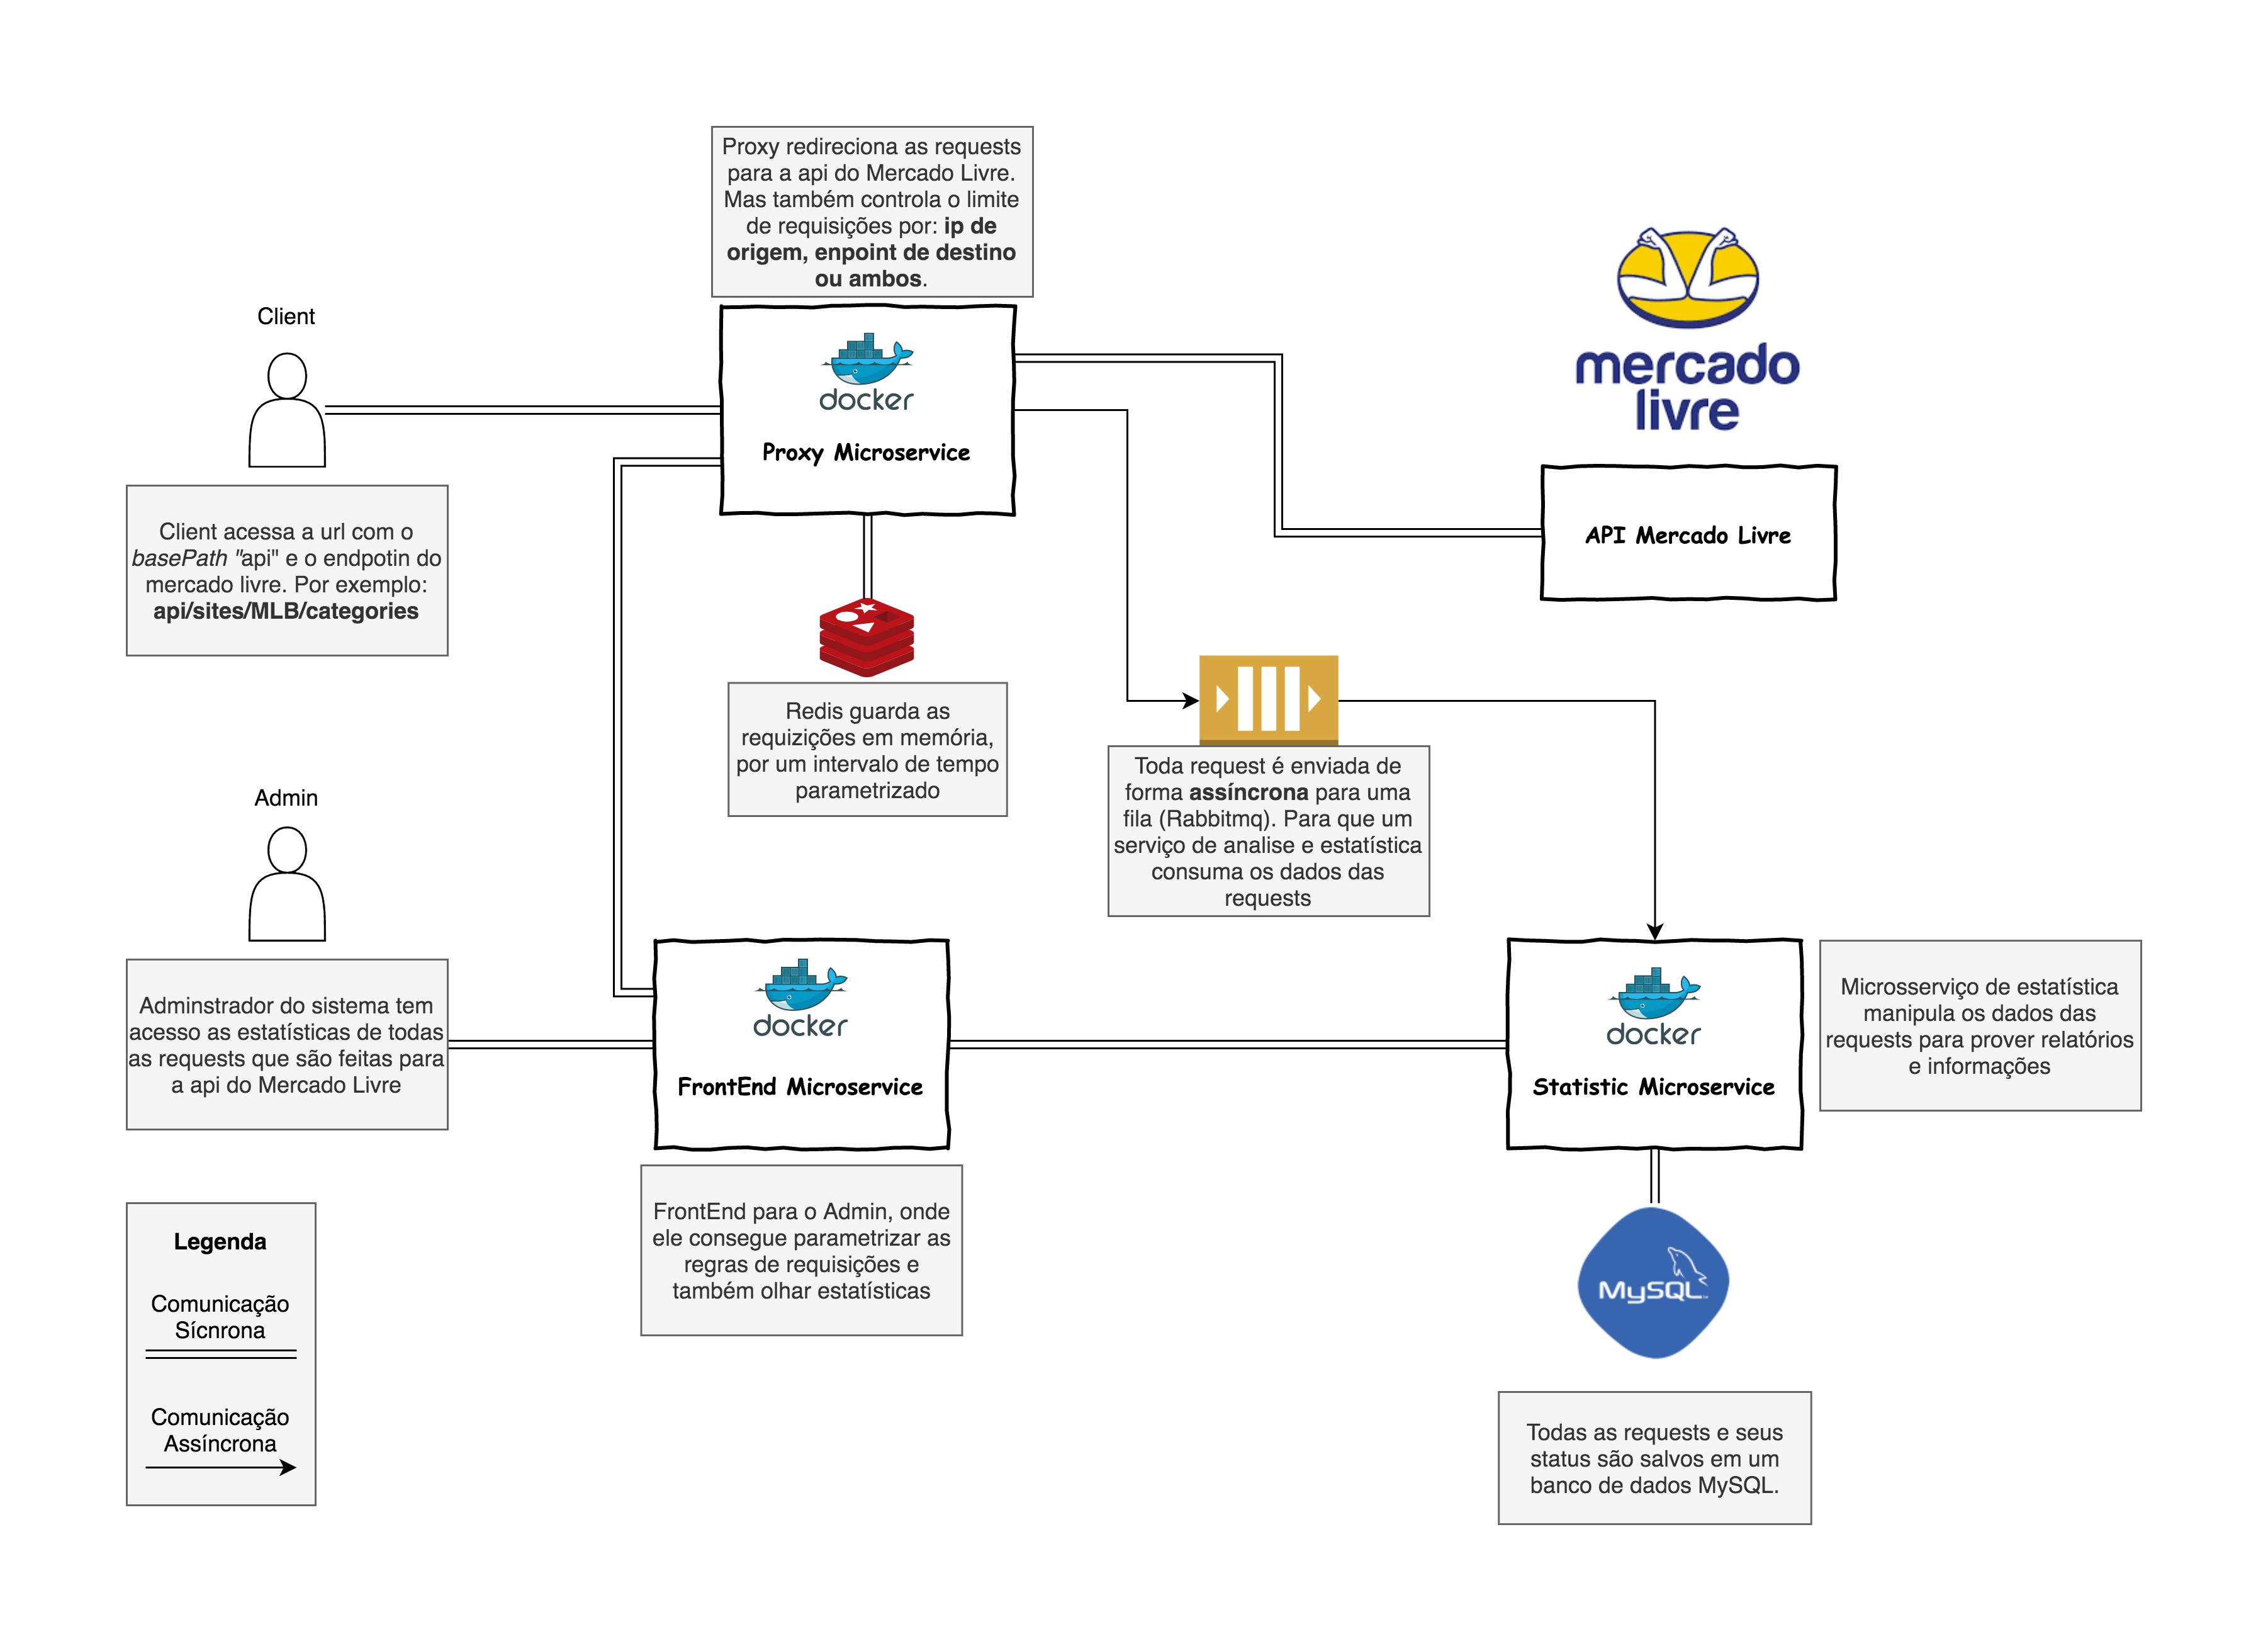 Proxy redireciona as requests
para a api do Mercado Livre.
Mas também controla o limite
de requisições por: ip de
origem, enpoint de destino
ou ambos.
Client
docker
Proxy Microservice
mercado
livre
API Mercado Livre
Client acessa a url com o
basePath "api" e o endpotin do
mercado livre. Por exemplo:
api/sites/MLB/categories
Redis guarda as
requizições em memória,
por um intervalo de tempo
parametrizado
Toda request é enviada de
forma assíncrona para uma
fila (Rabbitmq). Para que um
serviço de analise e estatística
consuma os dados das
requests
Admin
Adminstrador do sistema tem
acesso as estatísticas de todas
as requests que são feitas para
a api do Mercado Livre
docker
FrontEnd Microservice
docker
Statistic Microservice
Microsserviço de estatística
manipula os dados das
requests para prover relatórios
e informações
FrontEnd para o Admin, onde
ele consegue parametrizar as
regras de requisições e
também olhar estatísticas
MySQL
Todas as requests e seus
status são salvos em um
banco de dados MySQL.
Legenda
Comunicação
Sícnrona
Comunicação
Assíncrona